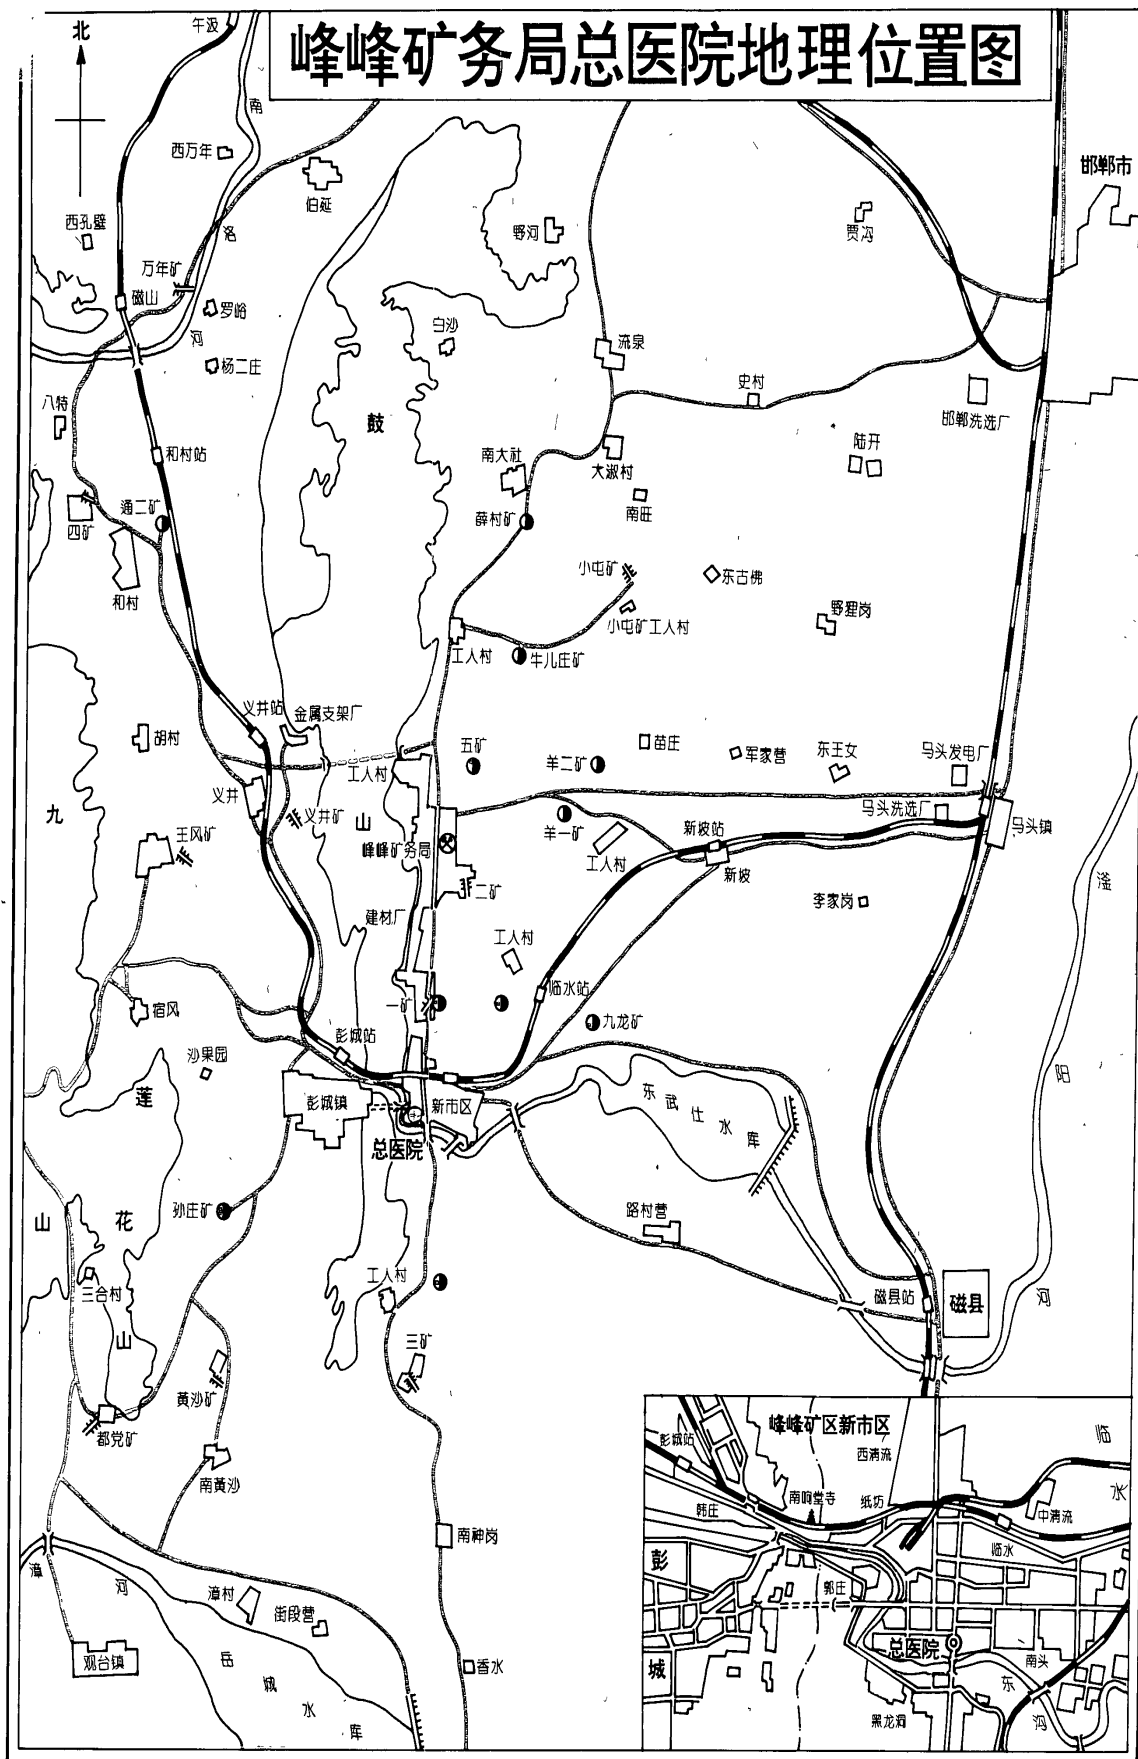 峰峰矿务局总医院地理位置图
北
午汲
南
西万年
伯延
邯郸市
西孔壁
洛
野河
贾沟
万年矿
磁山
罗峪
河
白沙
流泉
杨二庄
史村
八特
鼓
邯郸洗选厂
和村站
南大社
大淑村
陆开
四矿
通二矿
薛村矿
南旺
和村
小屯矿
东古佛
小屯矿工人村
野狸岗
工人村
牛儿庄矿
义井站
金属支架厂
胡村
工人村
五矿
羊二矿
苗庄
军家营
东王女
马头发电厂
义井
九
义井矿
山
羊一矿
马头洗选厂
马头镇
王风矿
峰峰矿务局
工人村
新坡站
新坡
二矿
滏
建材厂
李家岗
工人村
宿风
一矿
临水站
九龙矿
彭城站
沙果园
莲
阳
彭城镇
新市区
东武仕水库
总医院
孙庄矿
路村营
山
花
三合村
工人村
磁县站
磁县
河
山
三矿
黄沙矿
都党矿
南黄沙
南神岗
漳
河
漳村
街段营
观台镇
岳城水库
香水
峰峰矿区新市区
临
彭城站
西清流
水
韩庄
南响堂寺
纸坊
中清流
临水
彭
郭庄
总医院
城
南头
东
黑龙洞
沟